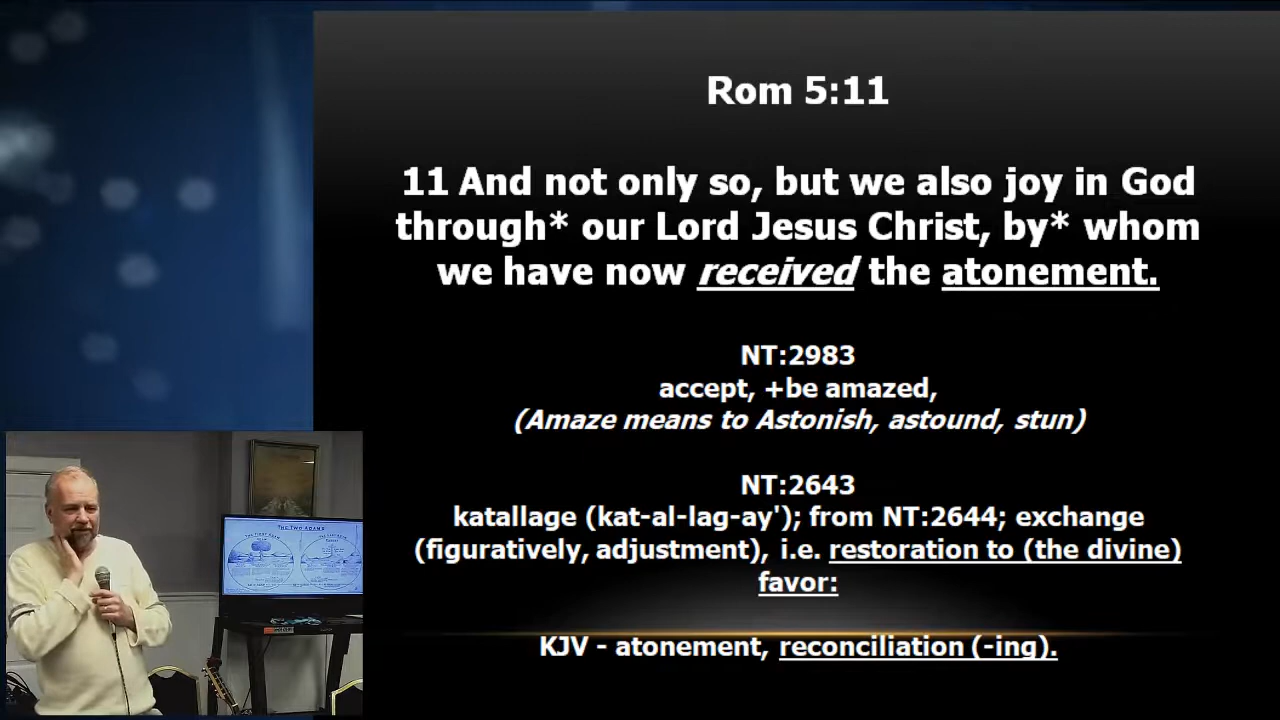 Rom 5:11
11 And not only so, but we also joy in God
through* our Lord Jesus Christ, by* whom
we have now received the atonement.
NT:2983
accept, +be amazed,
(Amaze means to Astonish, astound, stun)
NT:2643
katallage (kat-al-lag-ay'); from NT:2644; exchange
(figuratively, adjustment), i.e. restoration to (the divine)
favor:
KJV - atonement, reconciliation (-ing).
The Two Adams
The First Adam